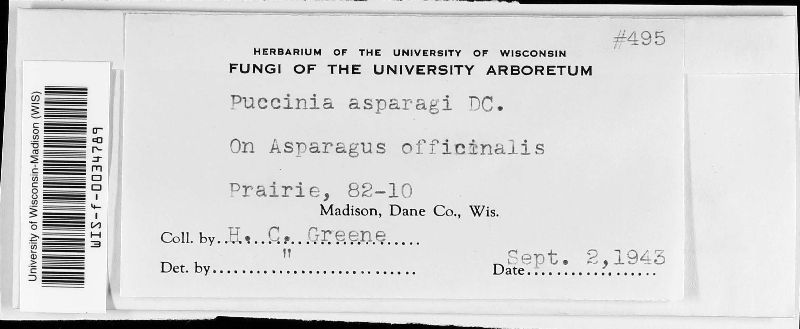 #495
HERBARIUM OF THE UNIVERSITY OF WISCONSIN
FUNGI OF THE UNIVERSITY ARBORETUM
Puccinia asparagi DC.
On Asparagus officinalis
Prairie, 82-10
Madison, Dane Co., Wis.
Coll. by H. C. Greene
Det. by "
Date Sept. 2, 1943
University of Wisconsin-Madison (WIS)
WIS-f-0034789